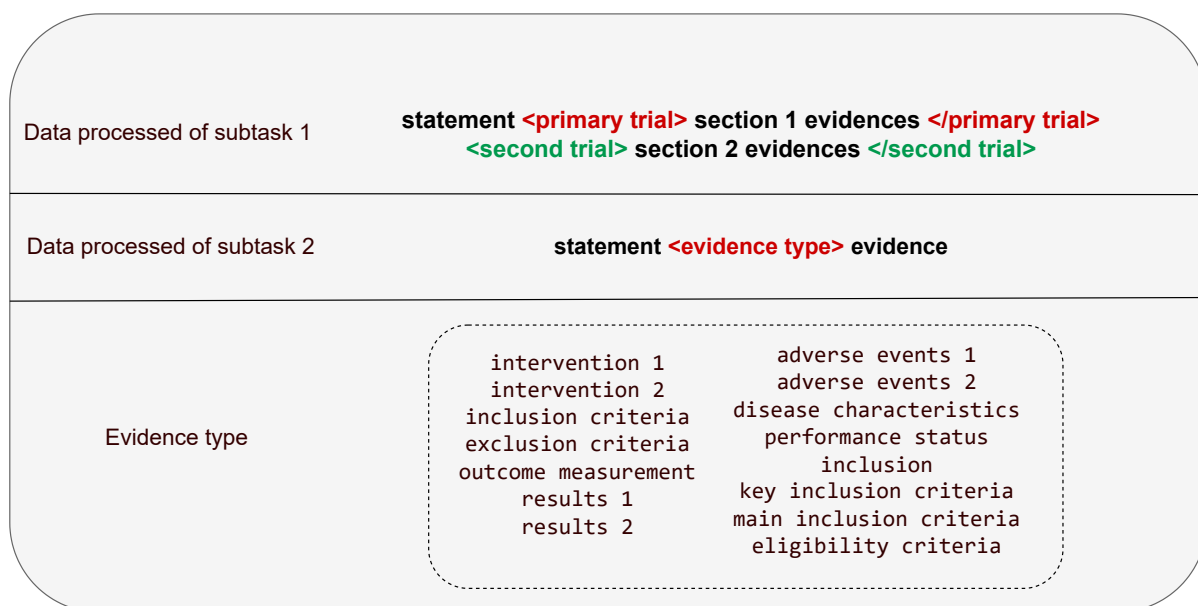 Data processed of subtask 1
statement <primary trial> section 1 evidences </primary trial>
<second trial> section 2 evidences </second trial>
Data processed of subtask 2
statement <evidence type> evidence
Evidence type
intervention 1
intervention 2
inclusion criteria
exclusion criteria
outcome measurement
results 1
results 2
adverse events 1
adverse events 2
disease characteristics
performance status
inclusion
key inclusion criteria
main inclusion criteria
eligibility criteria